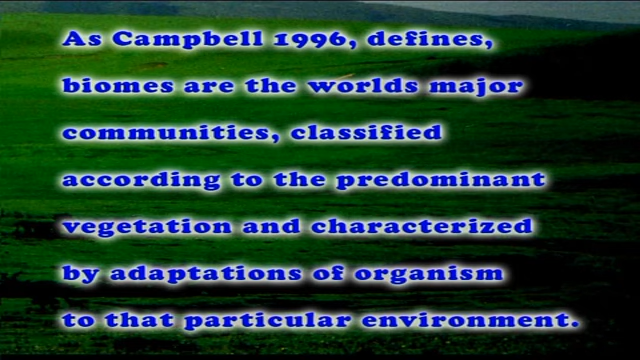 As Campbell 1996, defines,
biomes are the worlds major
communities, classified
according to the predominant
vegetation and characterized
by adaptations of organism
to that particular environment.